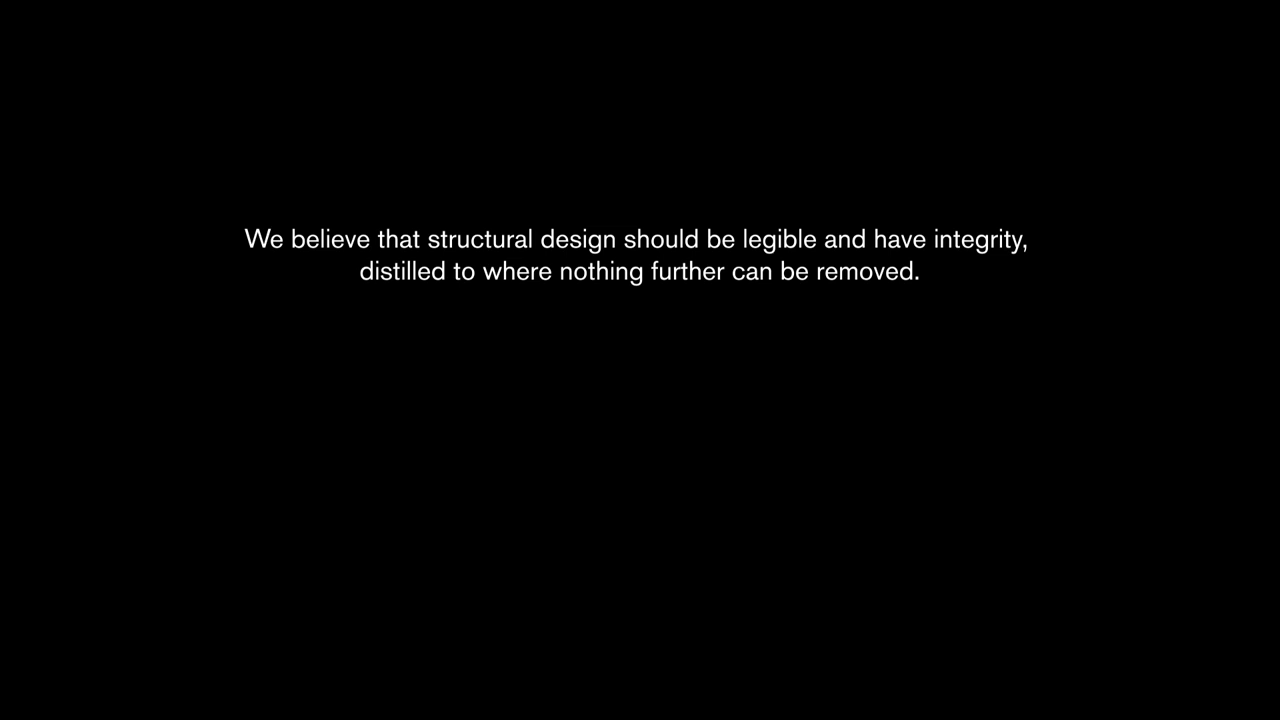 We believe that structural design should be legible and have integrity,
distilled to where nothing further can be removed.